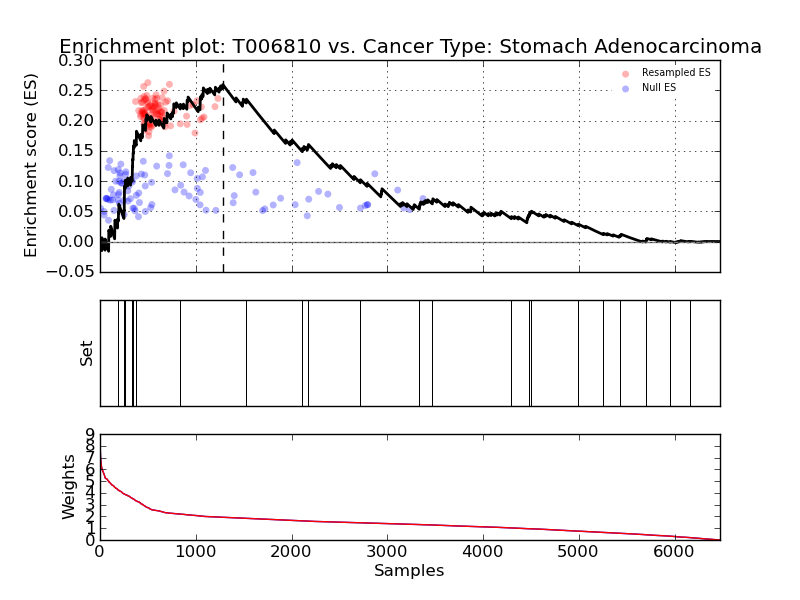 Enrichment plot: T006810 vs. Cancer Type: Stomach Adenocarcinoma
Enrichment score (ES)
0.30
0.25
0.20
0.15
0.10
0.05
0.00
−0.05
Resampled ES
Null ES
Set
Weights
9
8
7
6
5
4
3
2
1
0
0 1000 2000 3000 4000 5000 6000
Samples